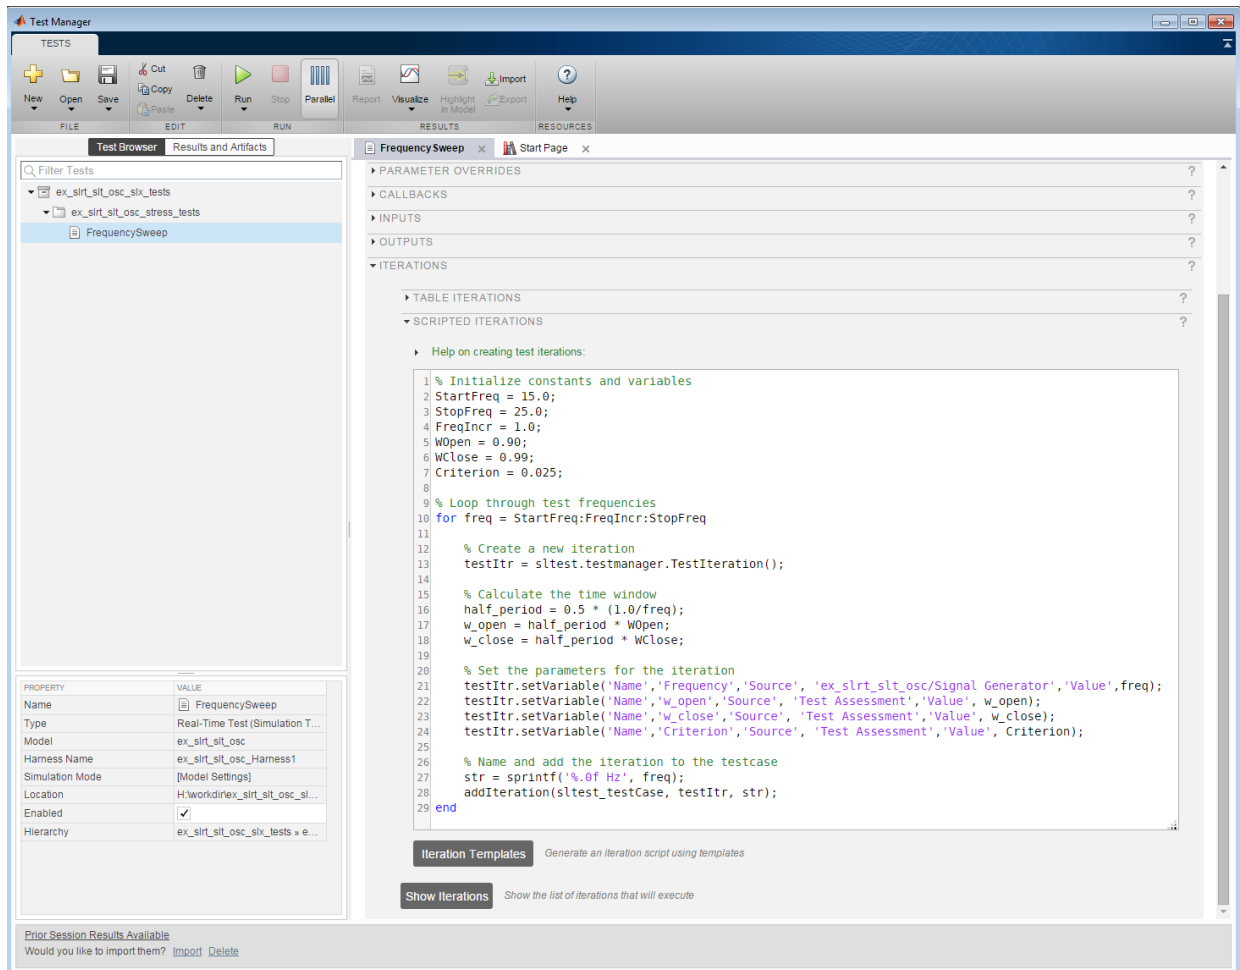 Test Manager
TESTS
New
Open
Save
Cut
Copy
Paste
Delete
Run
Stop
Parallel
Report
Visualize
Highlight in Model
Import
Export
Help
FILE
EDIT
RUN
RESULTS
RESOURCES
Test Browser
Results and Artifacts
Filter Tests
ex_slrt_slt_osc_slx_tests
ex_slrt_slt_osc_stress_tests
FrequencySweep
PROPERTY VALUE
Name FrequencySweep
Type Real-Time Test (Simulation T...
Model ex_slrt_slt_osc
Harness Name ex_slrt_slt_osc_Harness1
Simulation Mode [Model Settings]
Location H:\workdir\ex_slrt_slt_osc_sl...
Enabled
Hierarchy ex_slrt_slt_osc_slx_tests » e...
FrequencySweep x
Start Page x
PARAMETER OVERRIDES ?
CALLBACKS ?
INPUTS ?
OUTPUTS ?
ITERATIONS ?
TABLE ITERATIONS ?
SCRIPTED ITERATIONS ?
Help on creating test iterations:
1 % Initialize constants and variables
2 StartFreq = 15.0;
3 StopFreq = 25.0;
4 FreqIncr = 1.0;
5 WOpen = 0.90;
6 WClose = 0.99;
7 Criterion = 0.025;
8
9 % Loop through test frequencies
10 for freq = StartFreq:FreqIncr:StopFreq
11
12 % Create a new iteration
13 testItr = sltest.testmanager.TestIteration();
14
15 % Calculate the time window
16 half_period = 0.5 * (1.0/freq);
17 w_open = half_period * WOpen;
18 w_close = half_period * WClose;
19
20 % Set the parameters for the iteration
21 testItr.setVariable('Name','Frequency','Source', 'ex_slrt_slt_osc/Signal Generator','Value',freq);
22 testItr.setVariable('Name','w_open','Source', 'Test Assessment','Value', w_open);
23 testItr.setVariable('Name','w_close','Source', 'Test Assessment','Value', w_close);
24 testItr.setVariable('Name','Criterion','Source', 'Test Assessment','Value', Criterion);
25
26 % Name and add the iteration to the testcase
27 str = sprintf('%.0f Hz', freq);
28 addIteration(sltest_testCase, testItr, str);
29 end
Iteration Templates Generate an iteration script using templates
Show Iterations Show the list of iterations that will execute
Prior Session Results Available
Would you like to import them? Import Delete